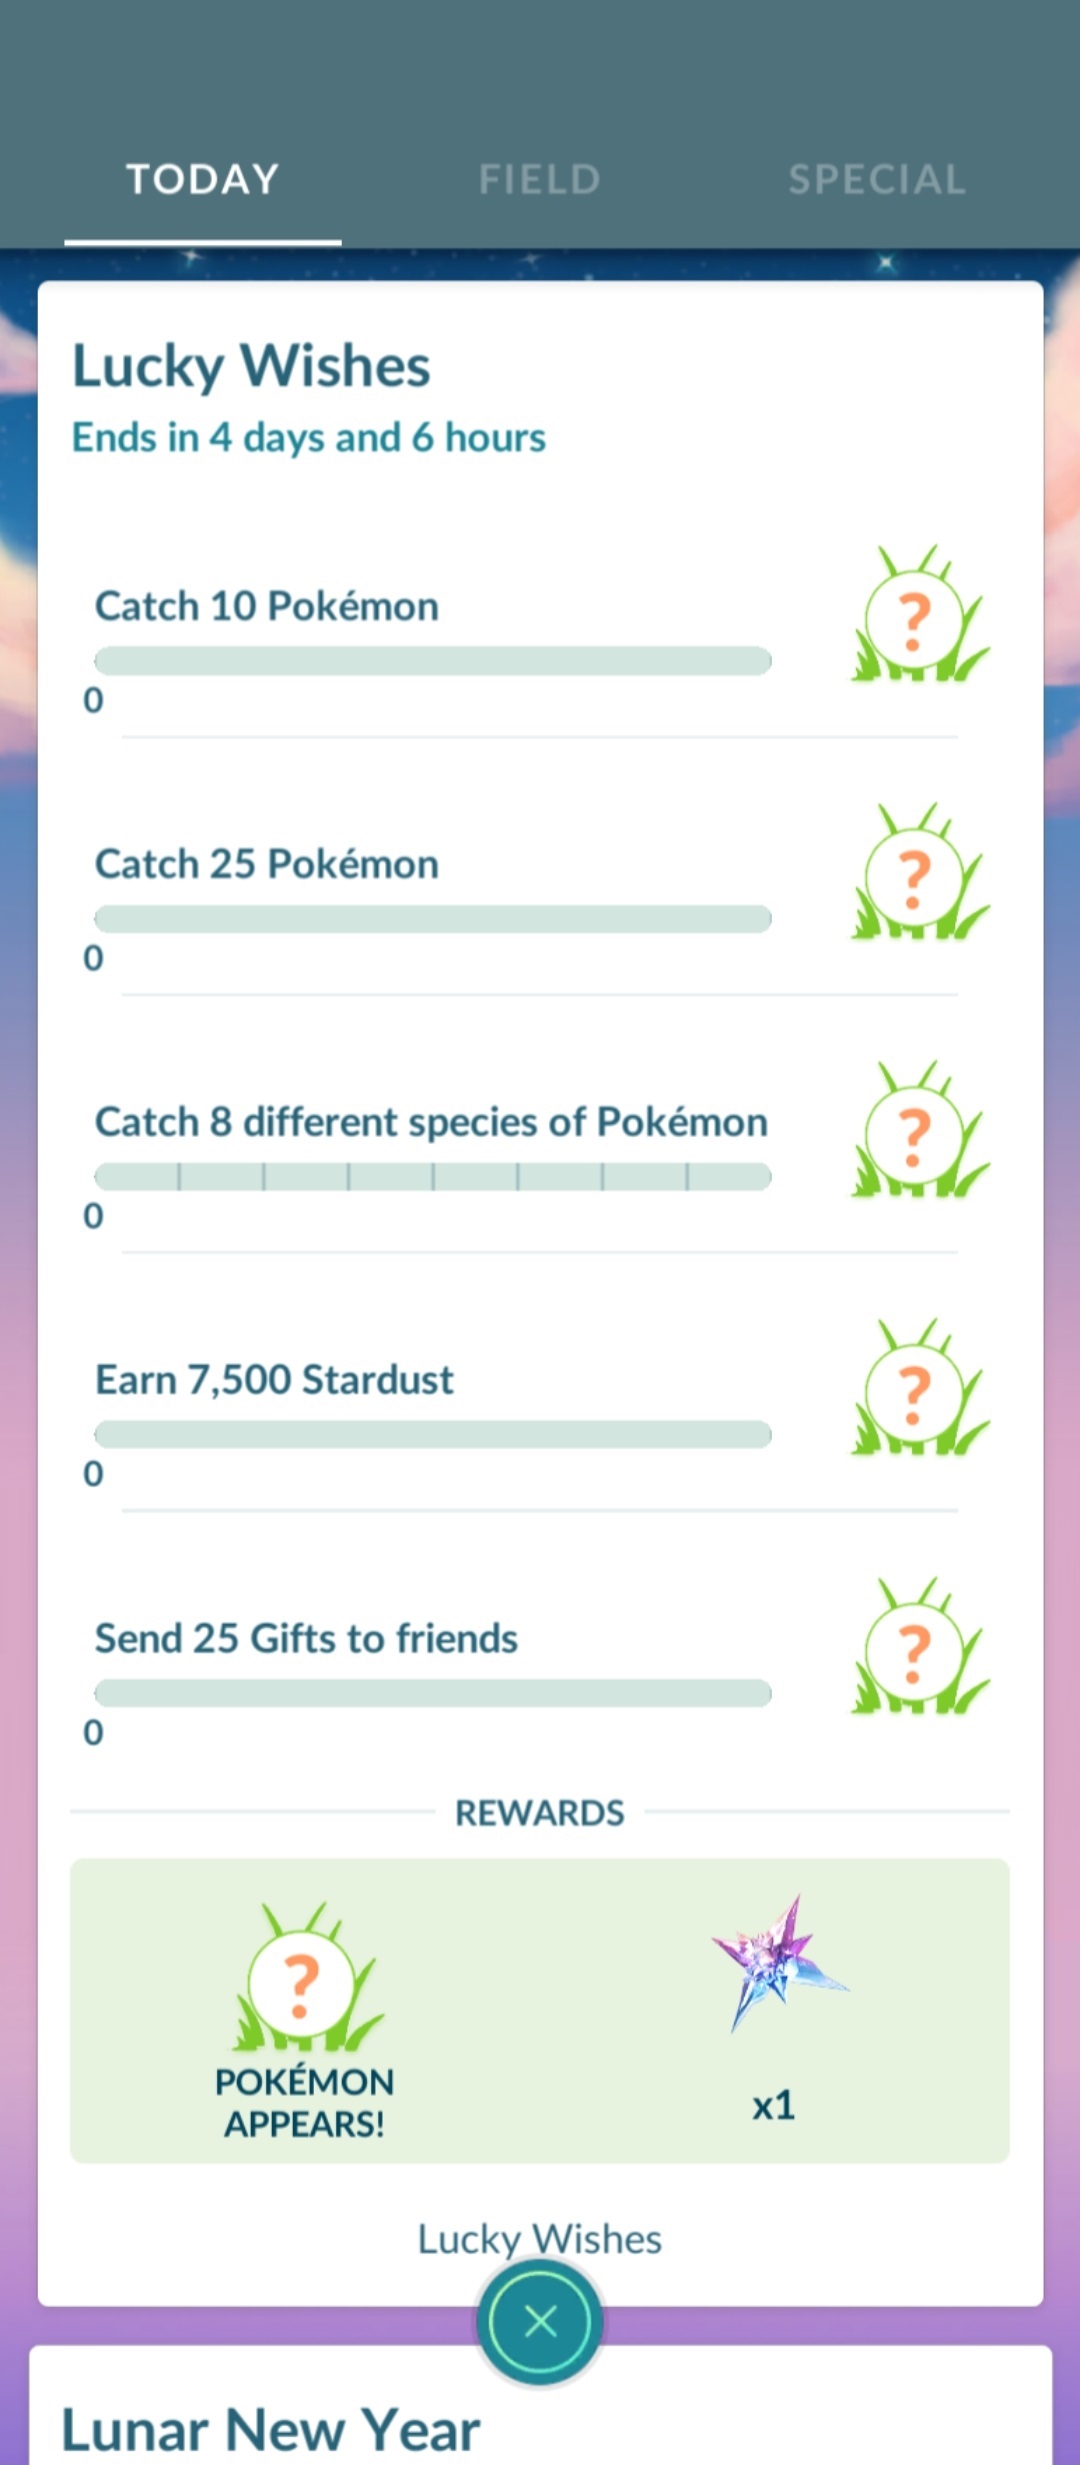 TODAY
FIELD
SPECIAL
Lucky Wishes
Ends in 4 days and 6 hours
Catch 10 Pokémon
?
0
Catch 25 Pokémon
?
0
Catch 8 different species of Pokémon
?
0
Earn 7,500 Stardust
?
0
Send 25 Gifts to friends
?
0
REWARDS
?
POKÉMON
APPEARS!
x1
Lucky Wishes
Lunar New Year